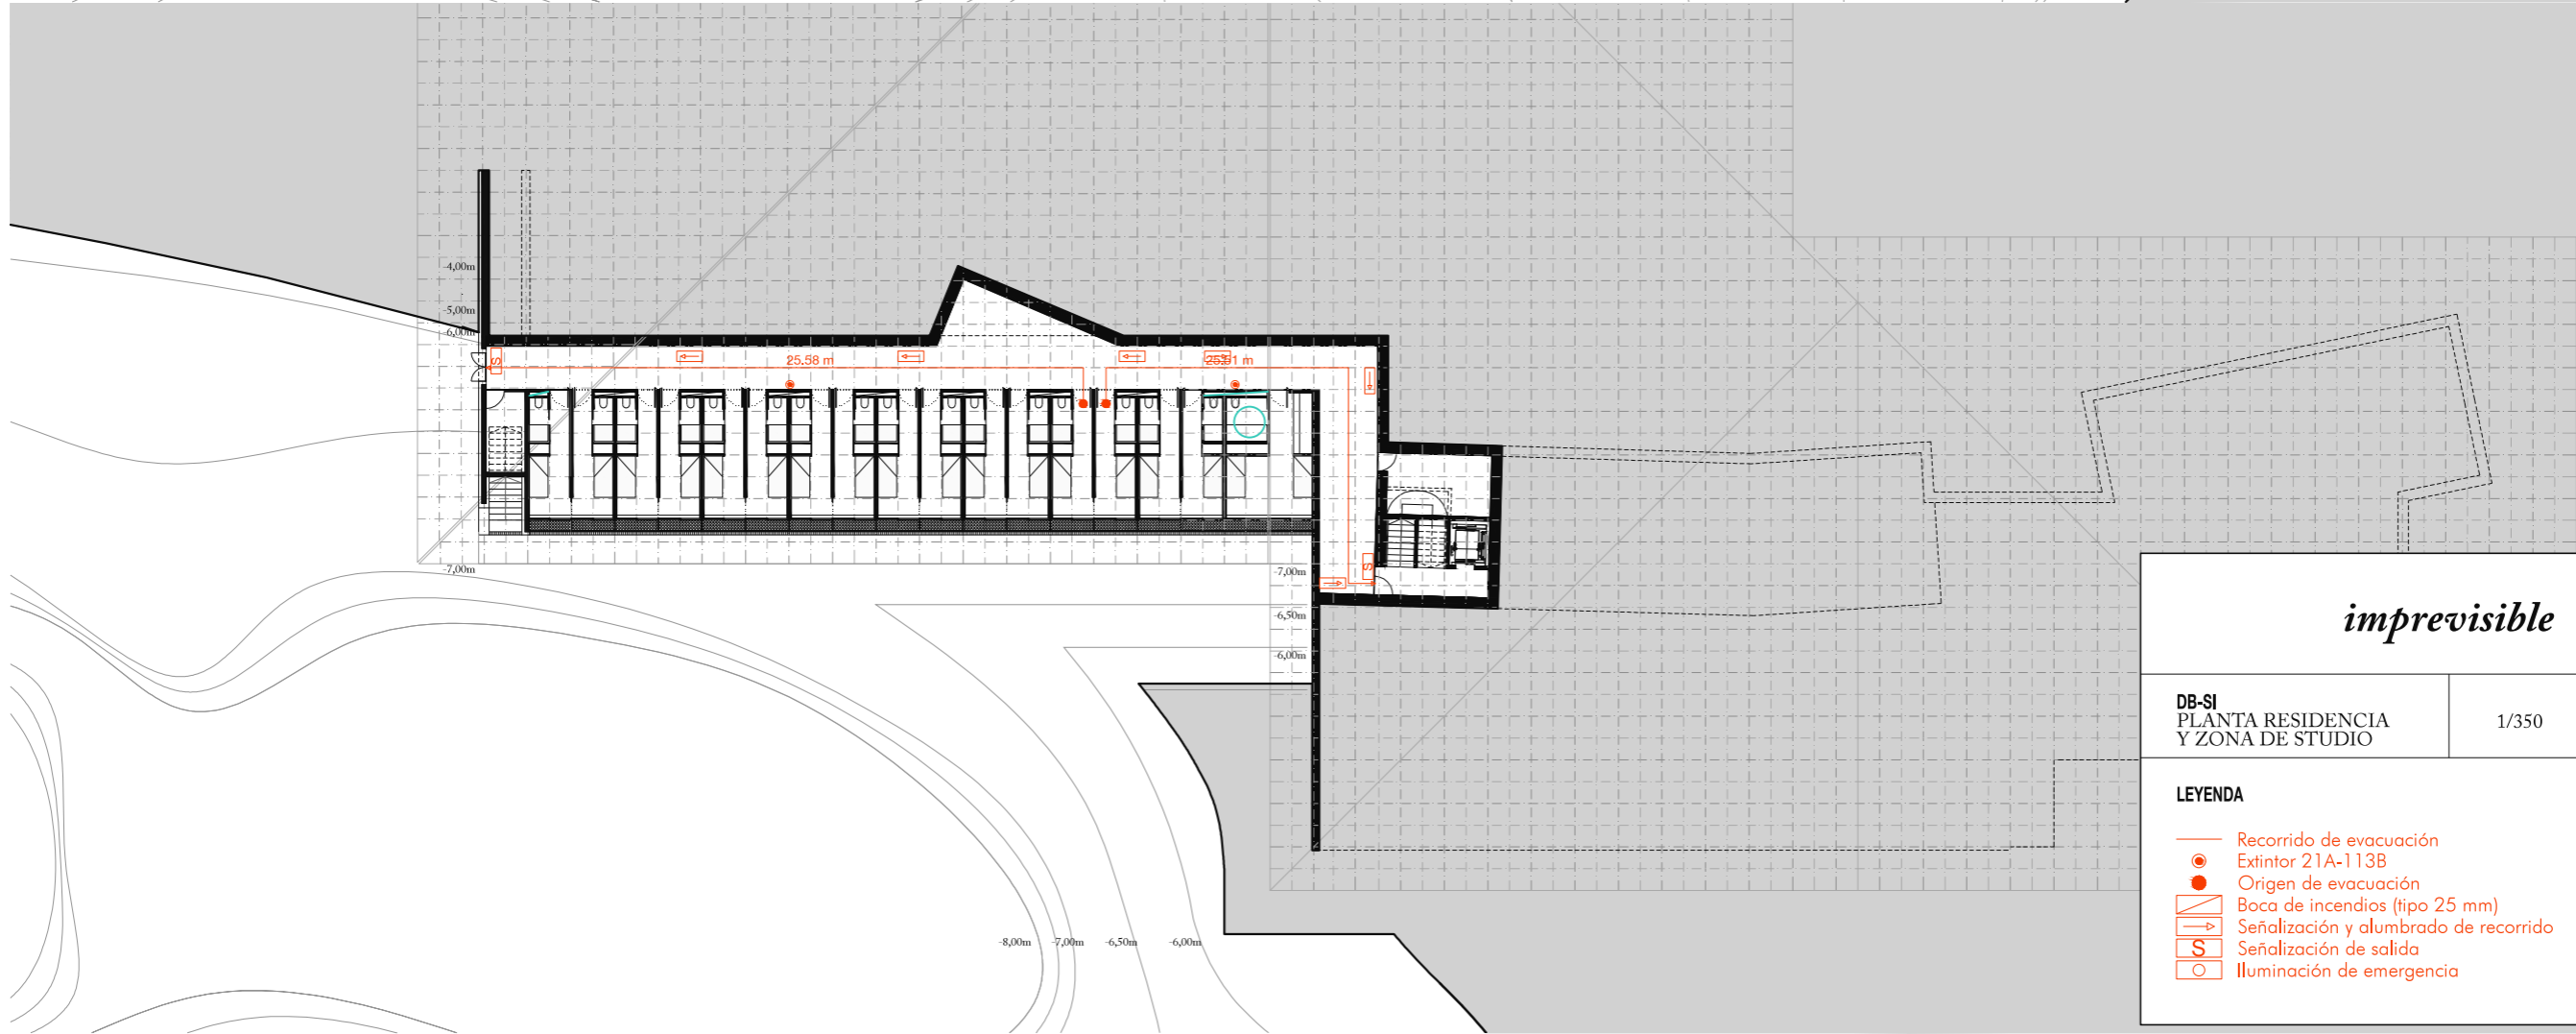 -4,00m
-5,00m
-6,00m
S
25.58 m
25.51 m
-7,00m
-7,00m
S
-6,50m
-6,00m
-8,00m
-7,00m
-6,50m
-6,00m
imprevisible
DB-SI
PLANTA RESIDENCIA
Y ZONA DE STUDIO
1/350
LEYENDA
Recorrido de evacuación
Extintor 21A-113B
Origen de evacuación
Boca de incendios (tipo 25 mm)
Señalización y alumbrado de recorrido
S Señalización de salida
Iluminación de emergencia